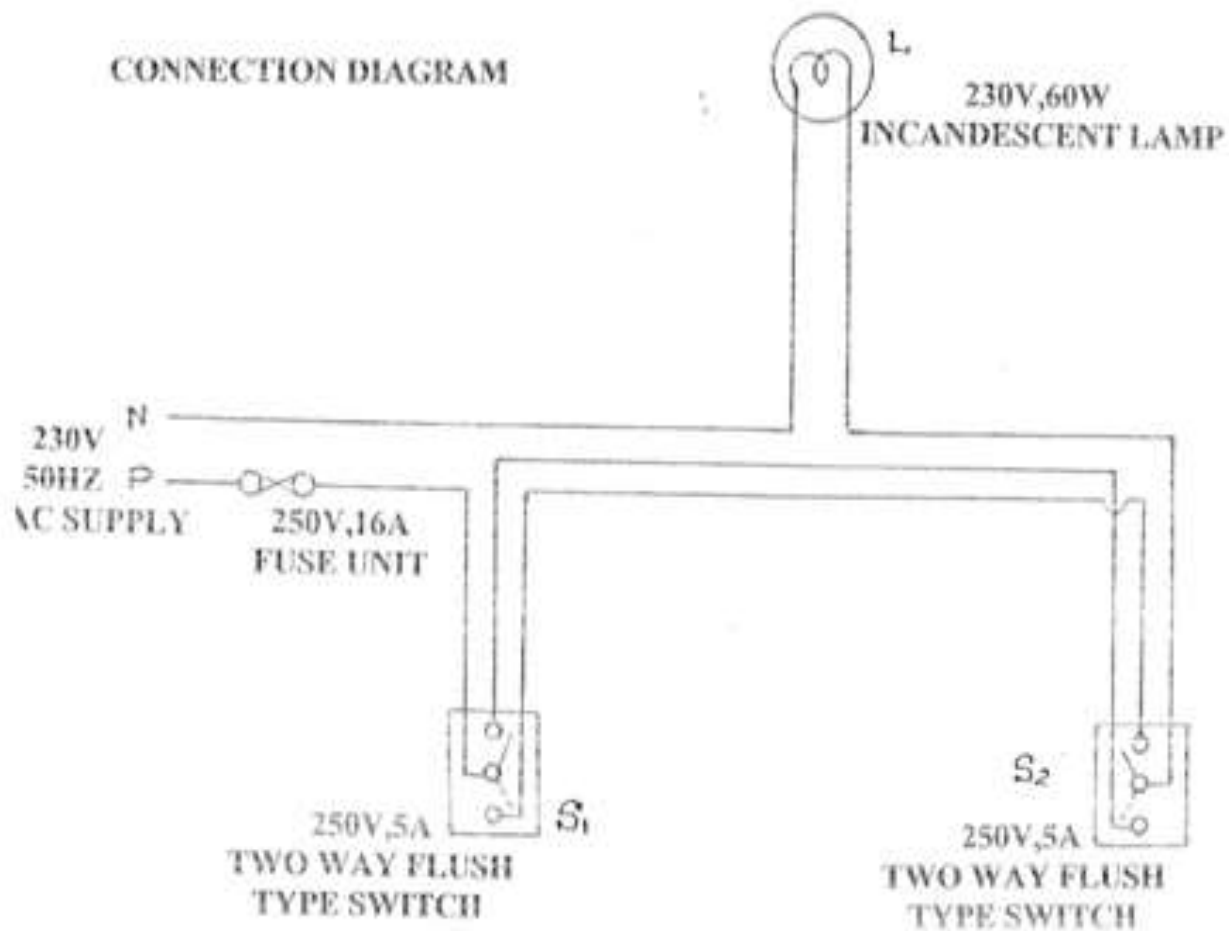 CONNECTION DIAGRAM
L.
230V,60W
INCANDESCENT LAMP
N
230V
50HZ P
AC SUPPLY
250V,16A
FUSE UNIT
S1
250V,5A
TWO WAY FLUSH
TYPE SWITCH
S2
250V,5A
TWO WAY FLUSH
TYPE SWITCH